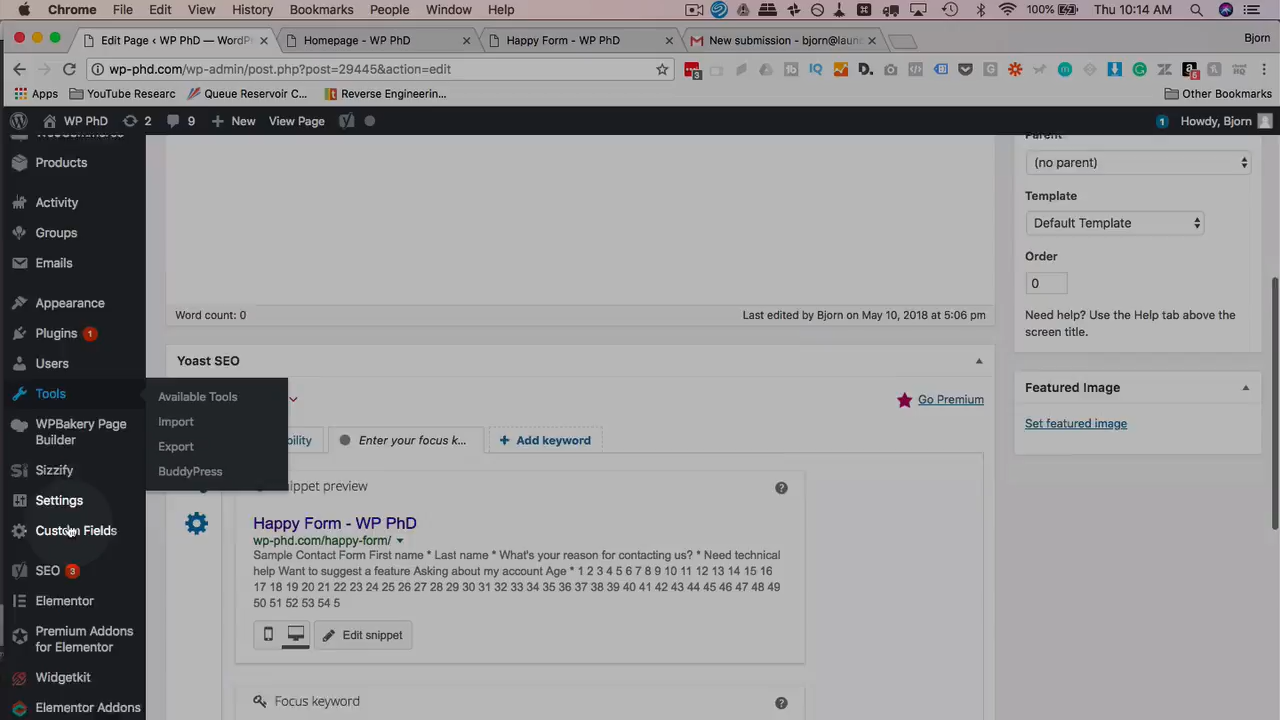 Chrome File Edit View History Bookmarks People Window Help 100% Thu 10:14 AM
Edit Page ‹ WP PhD — WordPr Homepage - WP PhD Happy Form - WP PhD New submission - bjorn@laun Bjorn
wp-phd.com/wp-admin/post.php?post=29445&action=edit
Apps YouTube Researc Queue Reservoir C Reverse Engineerin... Other Bookmarks
WP PhD 2 9 + New View Page 1 Howdy, Bjorn
Products
Activity
Groups
Emails
Appearance
Plugins 1
Users
Tools
WPBakery Page
Builder
Sizzify
Settings
Custom Fields
SEO 3
Elementor
Premium Addons
for Elementor
Widgetkit
Elementor Addons
Available Tools
Import
Export
BuddyPress
Word count: 0 Last edited by Bjorn on May 10, 2018 at 5:06 pm
Yoast SEO
Go Premium
bility Enter your focus k... + Add keyword
nippet preview
Happy Form - WP PhD
wp-phd.com/happy-form/
Sample Contact Form First name * Last name * What's your reason for contacting us? * Need technical
help Want to suggest a feature Asking about my account Age * 1 2 3 4 5 6 7 8 9 10 11 12 13 14 15 16
17 18 19 20 21 22 23 24 25 26 27 28 29 30 31 32 33 34 35 36 37 38 39 40 41 42 43 44 45 46 47 48 49
50 51 52 53 54 5
Edit snippet
Focus keyword
(no parent)
Template
Default Template
Order
0
Need help? Use the Help tab above the
screen title.
Featured Image
Set featured image